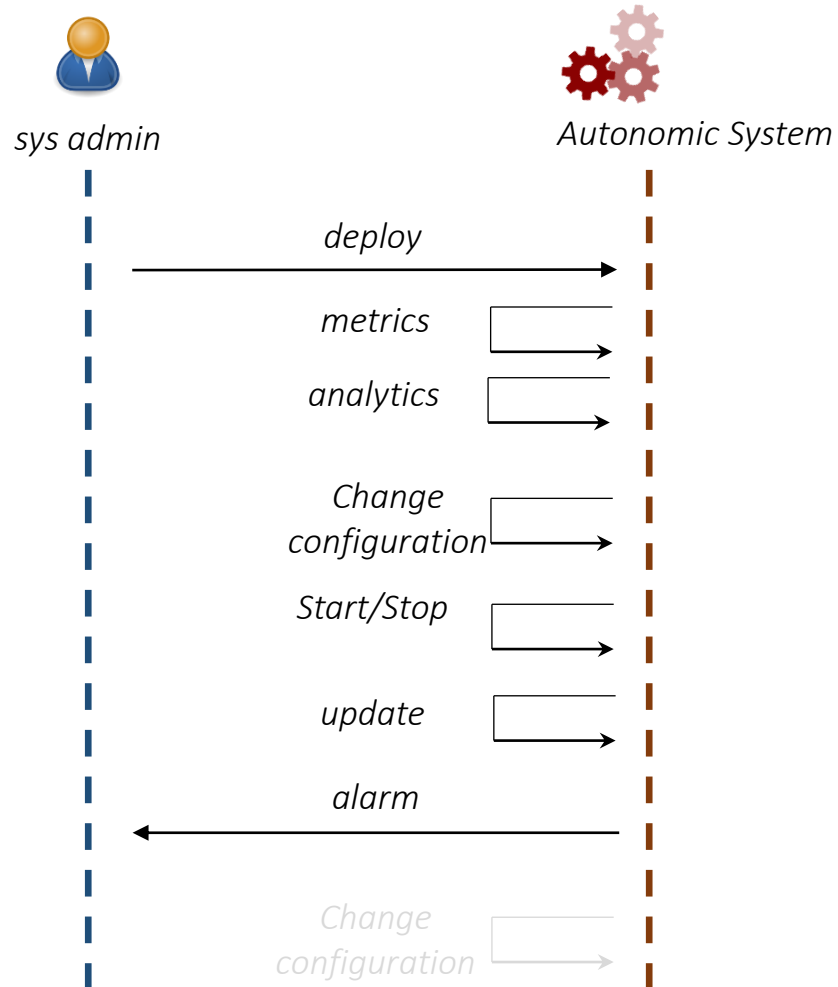 sys admin
Autonomic System
deploy
metrics
analytics
Change
configuration
Start/Stop
update
alarm
Change
configuration